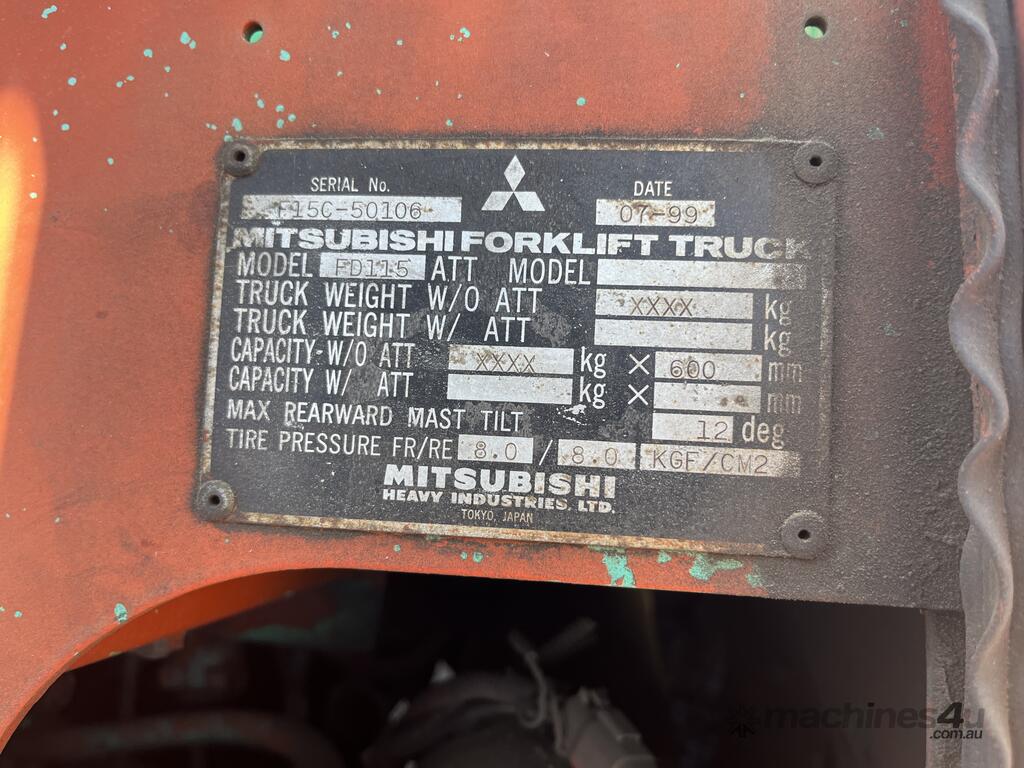 SERIAL No. DATE
F15C-50106 07-99
MITSUBISHI FORKLIFT TRUCK
MODEL FD115 ATT MODEL
TRUCK WEIGHT W/O ATT XXXX kg
TRUCK WEIGHT W/ ATT kg
CAPACITY W/O ATT XXXX kg × 600 mm
CAPACITY W/ ATT kg × mm
MAX REARWARD MAST TILT 12 deg
TIRE PRESSURE FR/RE 8.0 / 8.0 KGF/CM2
MITSUBISHI
HEAVY INDUSTRIES, LTD.
TOKYO, JAPAN
machines4u
.com.au